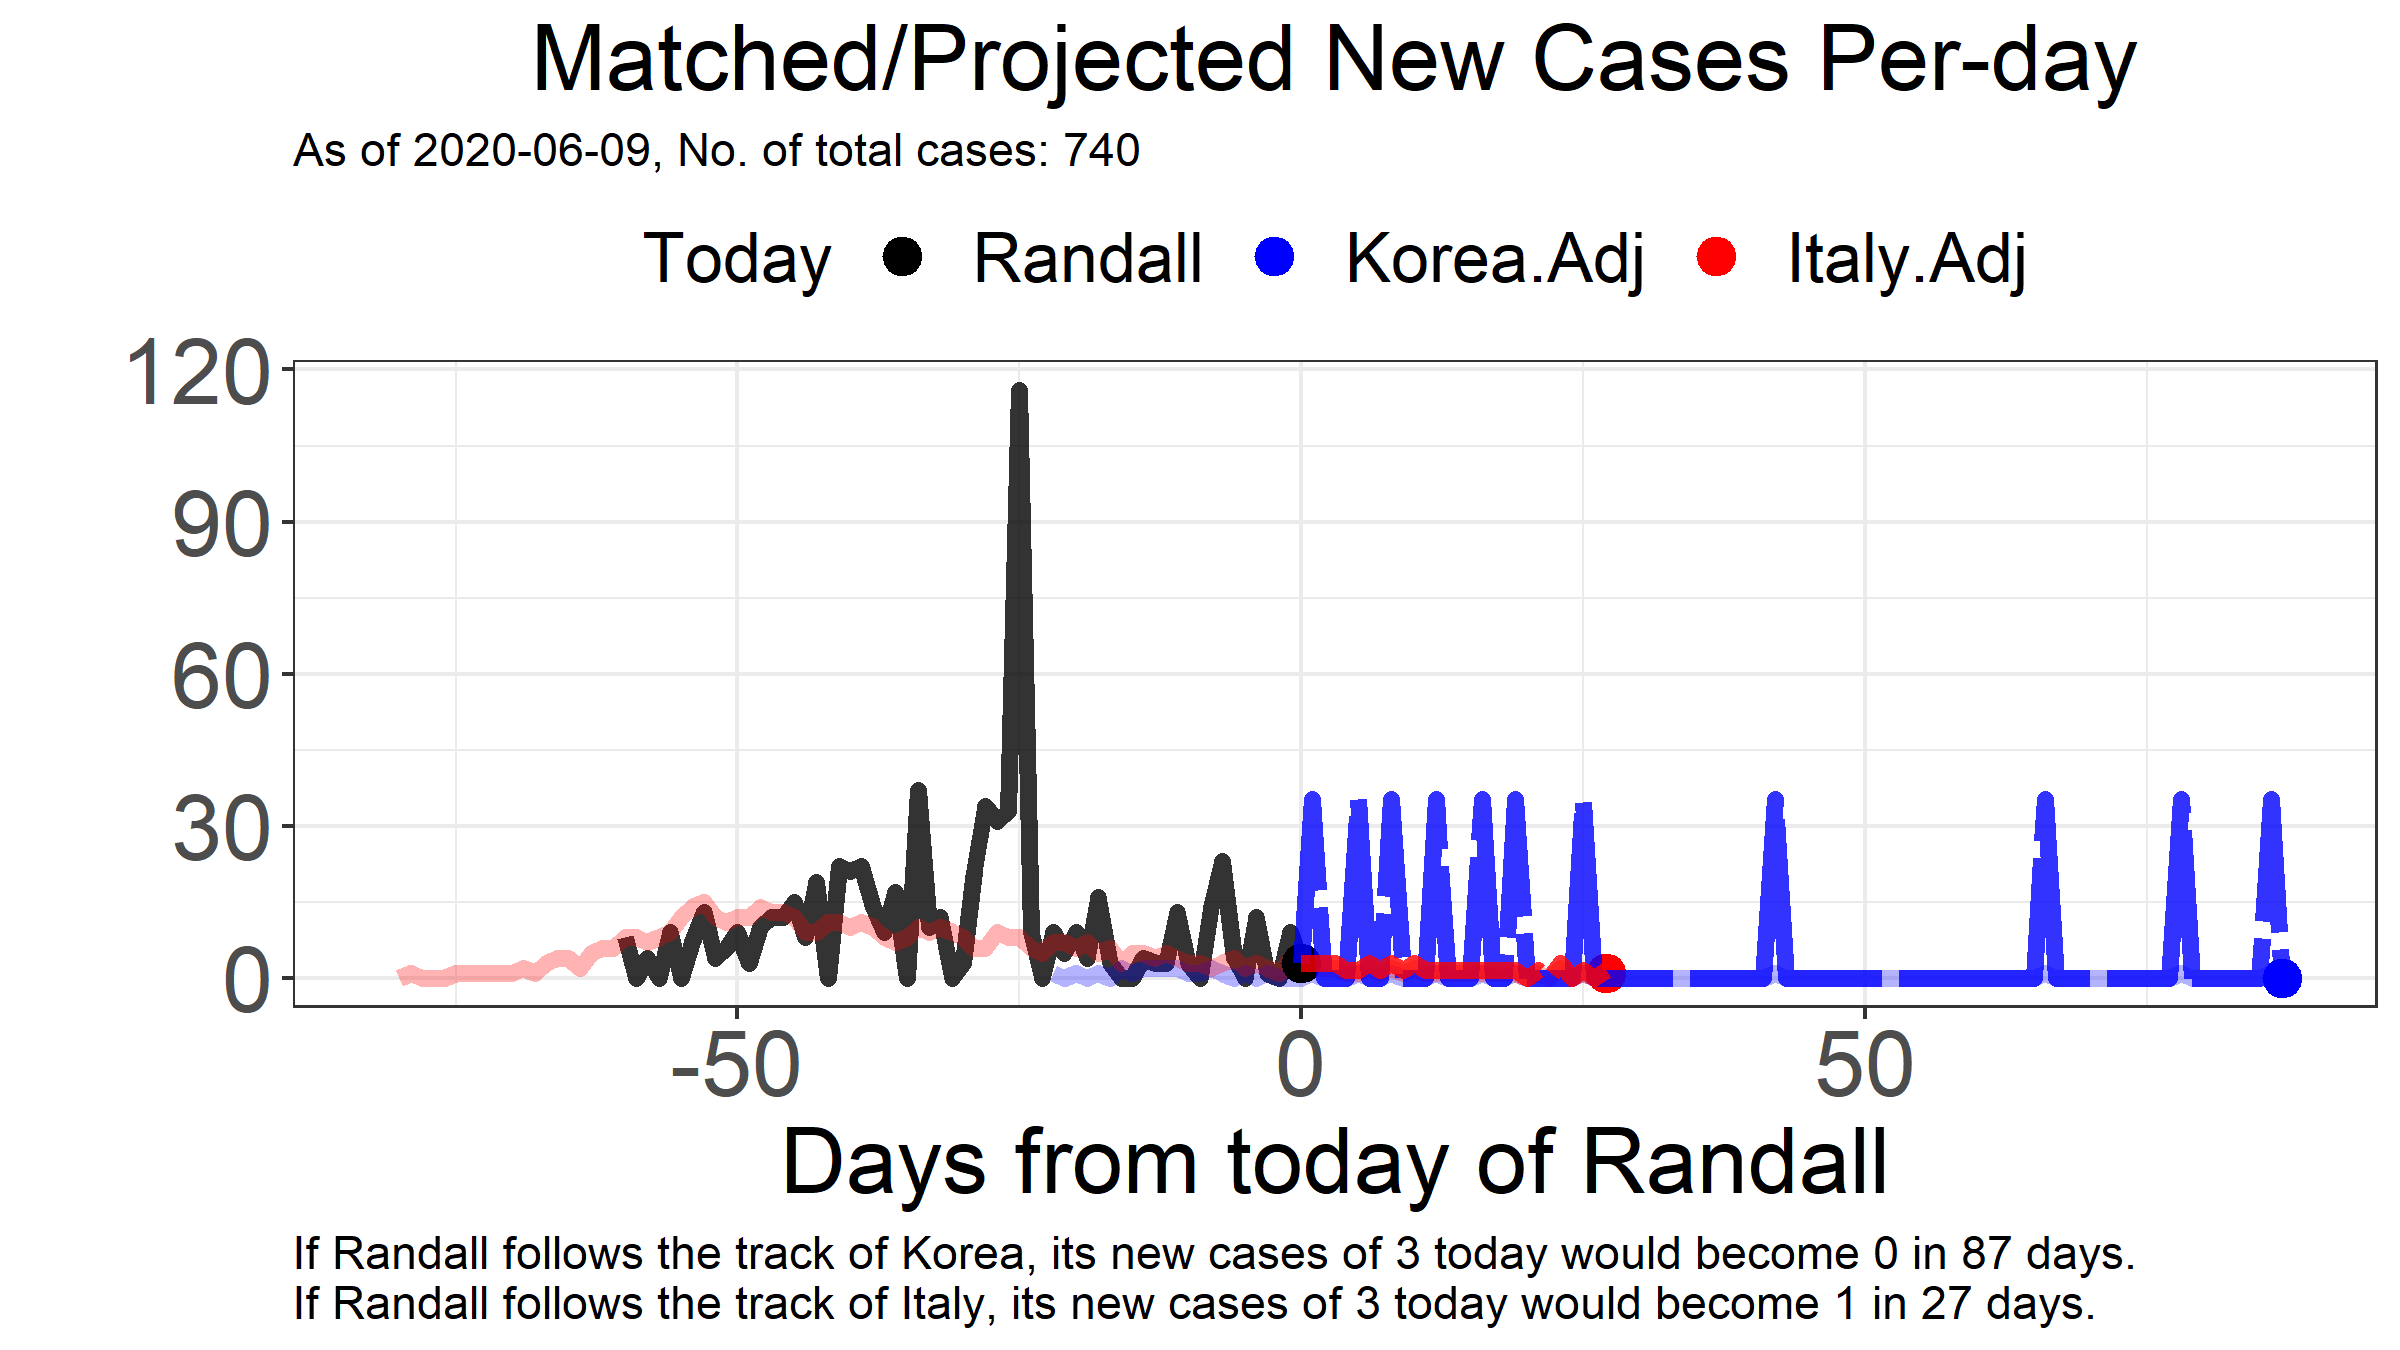 Matched/Projected New Cases Per-day
As of 2020-06-09, No. of total cases: 740
Today Randall Korea.Adj Italy.Adj
120
90
60
30
0
-50 0 50
Days from today of Randall
If Randall follows the track of Korea, its new cases of 3 today would become 0 in 87 days.
If Randall follows the track of Italy, its new cases of 3 today would become 1 in 27 days.